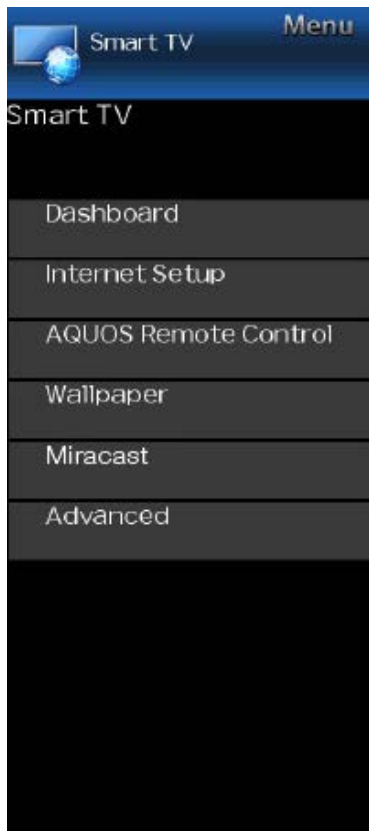 Smart TV
Menu
Smart TV
Dashboard
Internet Setup
AQUOS Remote Control
Wallpaper
Miracast
Advanced